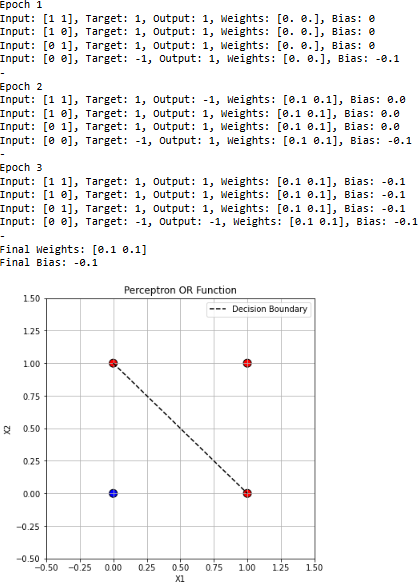 Epoch 1
Input: [1 1], Target: 1, Output: 1, Weights: [0. 0.], Bias: 0
Input: [1 0], Target: 1, Output: 1, Weights: [0. 0.], Bias: 0
Input: [0 1], Target: 1, Output: 1, Weights: [0. 0.], Bias: 0
Input: [0 0], Target: -1, Output: 1, Weights: [0. 0.], Bias: -0.1
-
Epoch 2
Input: [1 1], Target: 1, Output: -1, Weights: [0.1 0.1], Bias: 0.0
Input: [1 0], Target: 1, Output: 1, Weights: [0.1 0.1], Bias: 0.0
Input: [0 1], Target: 1, Output: 1, Weights: [0.1 0.1], Bias: 0.0
Input: [0 0], Target: -1, Output: 1, Weights: [0.1 0.1], Bias: -0.1
-
Epoch 3
Input: [1 1], Target: 1, Output: 1, Weights: [0.1 0.1], Bias: -0.1
Input: [1 0], Target: 1, Output: 1, Weights: [0.1 0.1], Bias: -0.1
Input: [0 1], Target: 1, Output: 1, Weights: [0.1 0.1], Bias: -0.1
Input: [0 0], Target: -1, Output: -1, Weights: [0.1 0.1], Bias: -0.1
-
Final Weights: [0.1 0.1]
Final Bias: -0.1
Perceptron OR Function
Decision Boundary
1.50
1.25
1.00
0.75
0.50
0.25
0.00
−0.25
−0.50
X2
−0.50 −0.25 0.00 0.25 0.50 0.75 1.00 1.25 1.50
X1